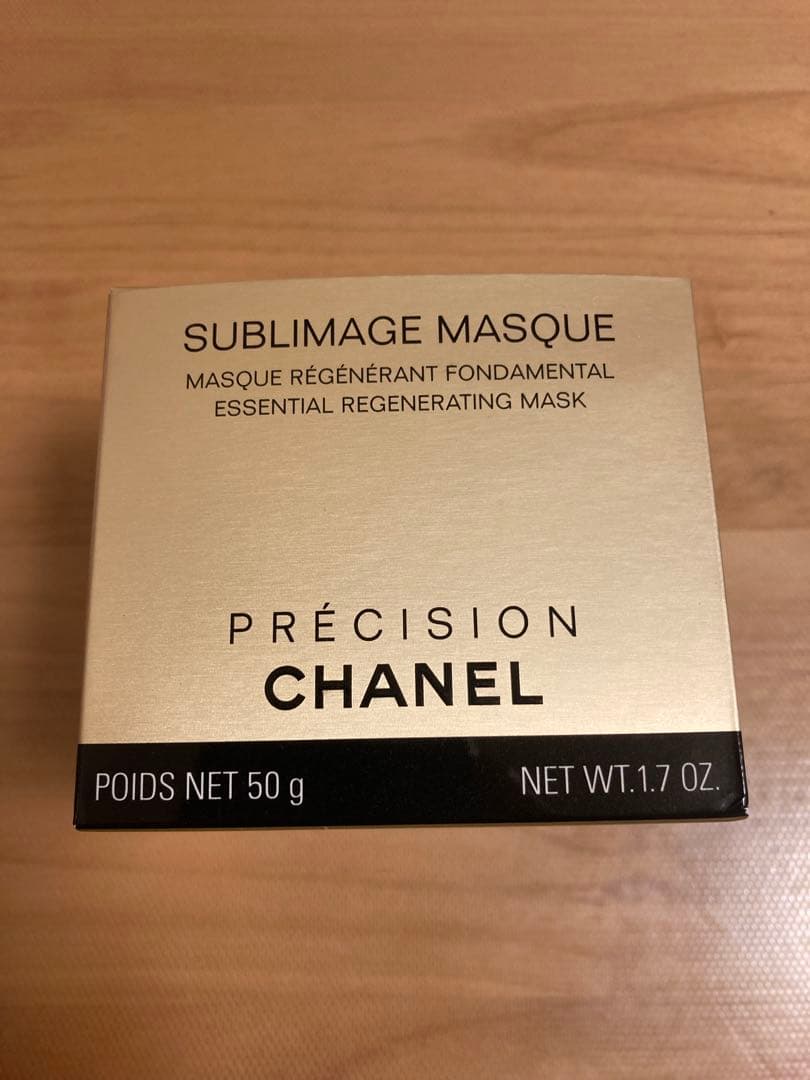 SUBLIMAGE MASQUE
MASQUE RÉGÉNÉRANT FONDAMENTAL
ESSENTIAL REGENERATING MASK
PRÉCISION
CHANEL
POIDS NET 50 g NET WT.1.7 OZ.